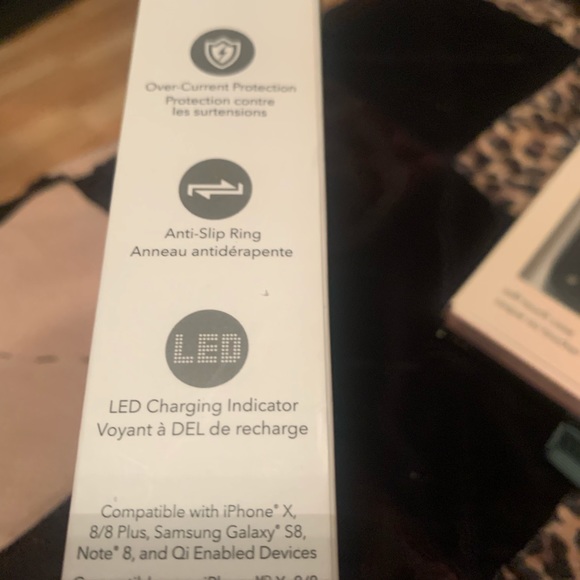 Over-Current Protection
Protection contre
les surtensions
Anti-Slip Ring
Anneau antidérapente
LED
LED Charging Indicator
Voyant à DEL de recharge
Compatible with iPhone® X,
8/8 Plus, Samsung Galaxy® S8,
Note® 8, and Qi Enabled Devices